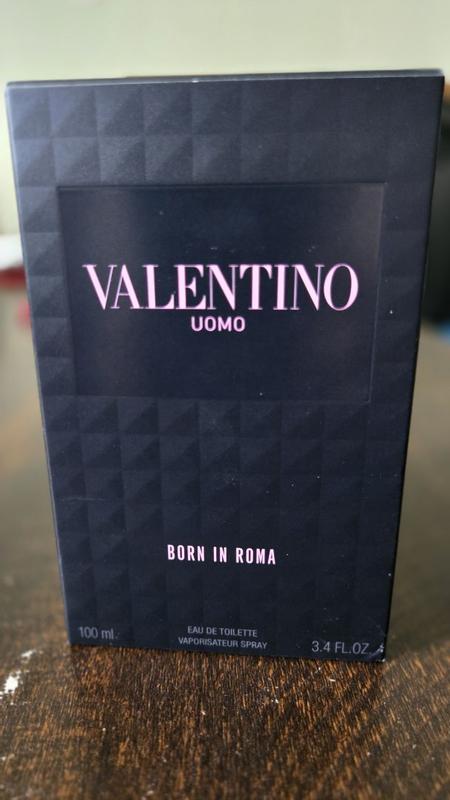 VALENTINO
UOMO
BORN IN ROMA
100 ml.
EAU DE TOILETTE
VAPORISATEUR SPRAY
3.4 FL.OZ.